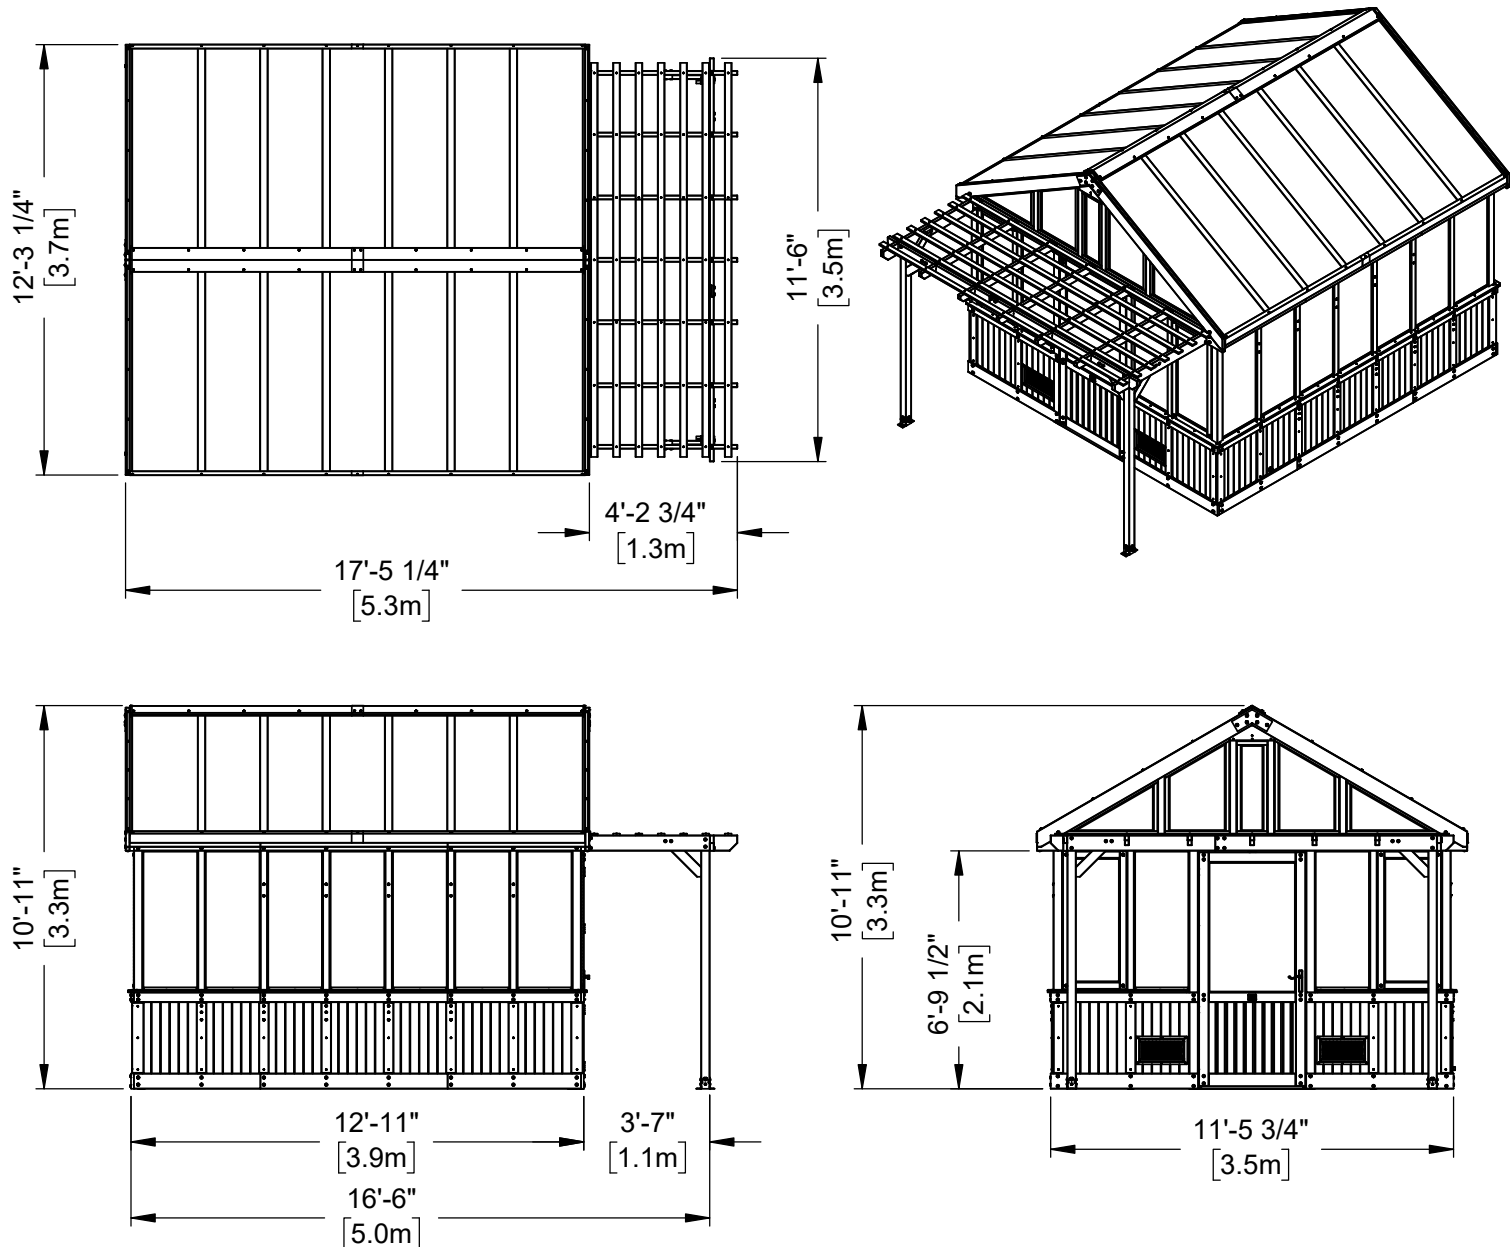 12'-3 1/4"
[3.7m]
11'-6"
[3.5m]
4'-2 3/4"
[1.3m]
17'-5 1/4"
[5.3m]
10'-11"
[3.3m]
12'-11"
[3.9m]
3'-7"
[1.1m]
16'-6"
[5.0m]
10'-11"
[3.3m]
6'-9 1/2"
[2.1m]
11'-5 3/4"
[3.5m]